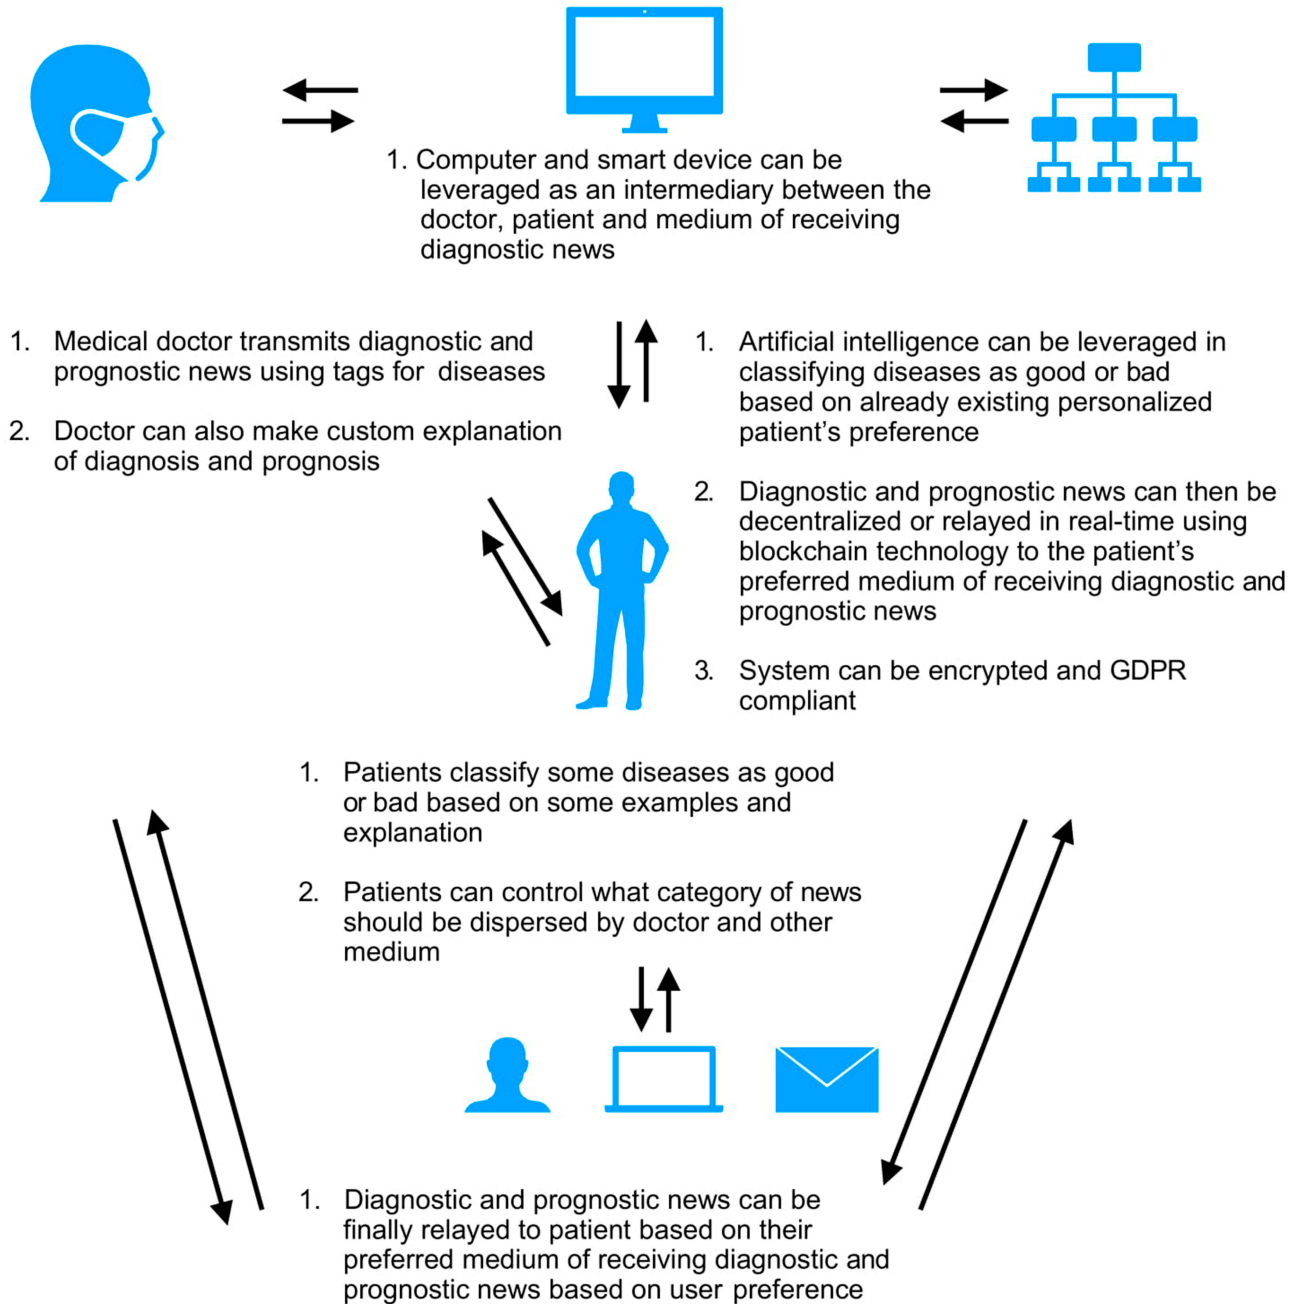 1. Computer and smart device can be
leveraged as an intermediary between the
doctor, patient and medium of receiving
diagnostic news
1. Medical doctor transmits diagnostic and
prognostic news using tags for diseases
2. Doctor can also make custom explanation
of diagnosis and prognosis
1. Artificial intelligence can be leveraged in
classifying diseases as good or bad
based on already existing personalized
patient’s preference
2. Diagnostic and prognostic news can then be
decentralized or relayed in real-time using
blockchain technology to the patient’s
preferred medium of receiving diagnostic and
prognostic news
3. System can be encrypted and GDPR
compliant
1. Patients classify some diseases as good
or bad based on some examples and
explanation
2. Patients can control what category of news
should be dispersed by doctor and other
medium
1. Diagnostic and prognostic news can be
finally relayed to patient based on their
preferred medium of receiving diagnostic and
prognostic news based on user preference